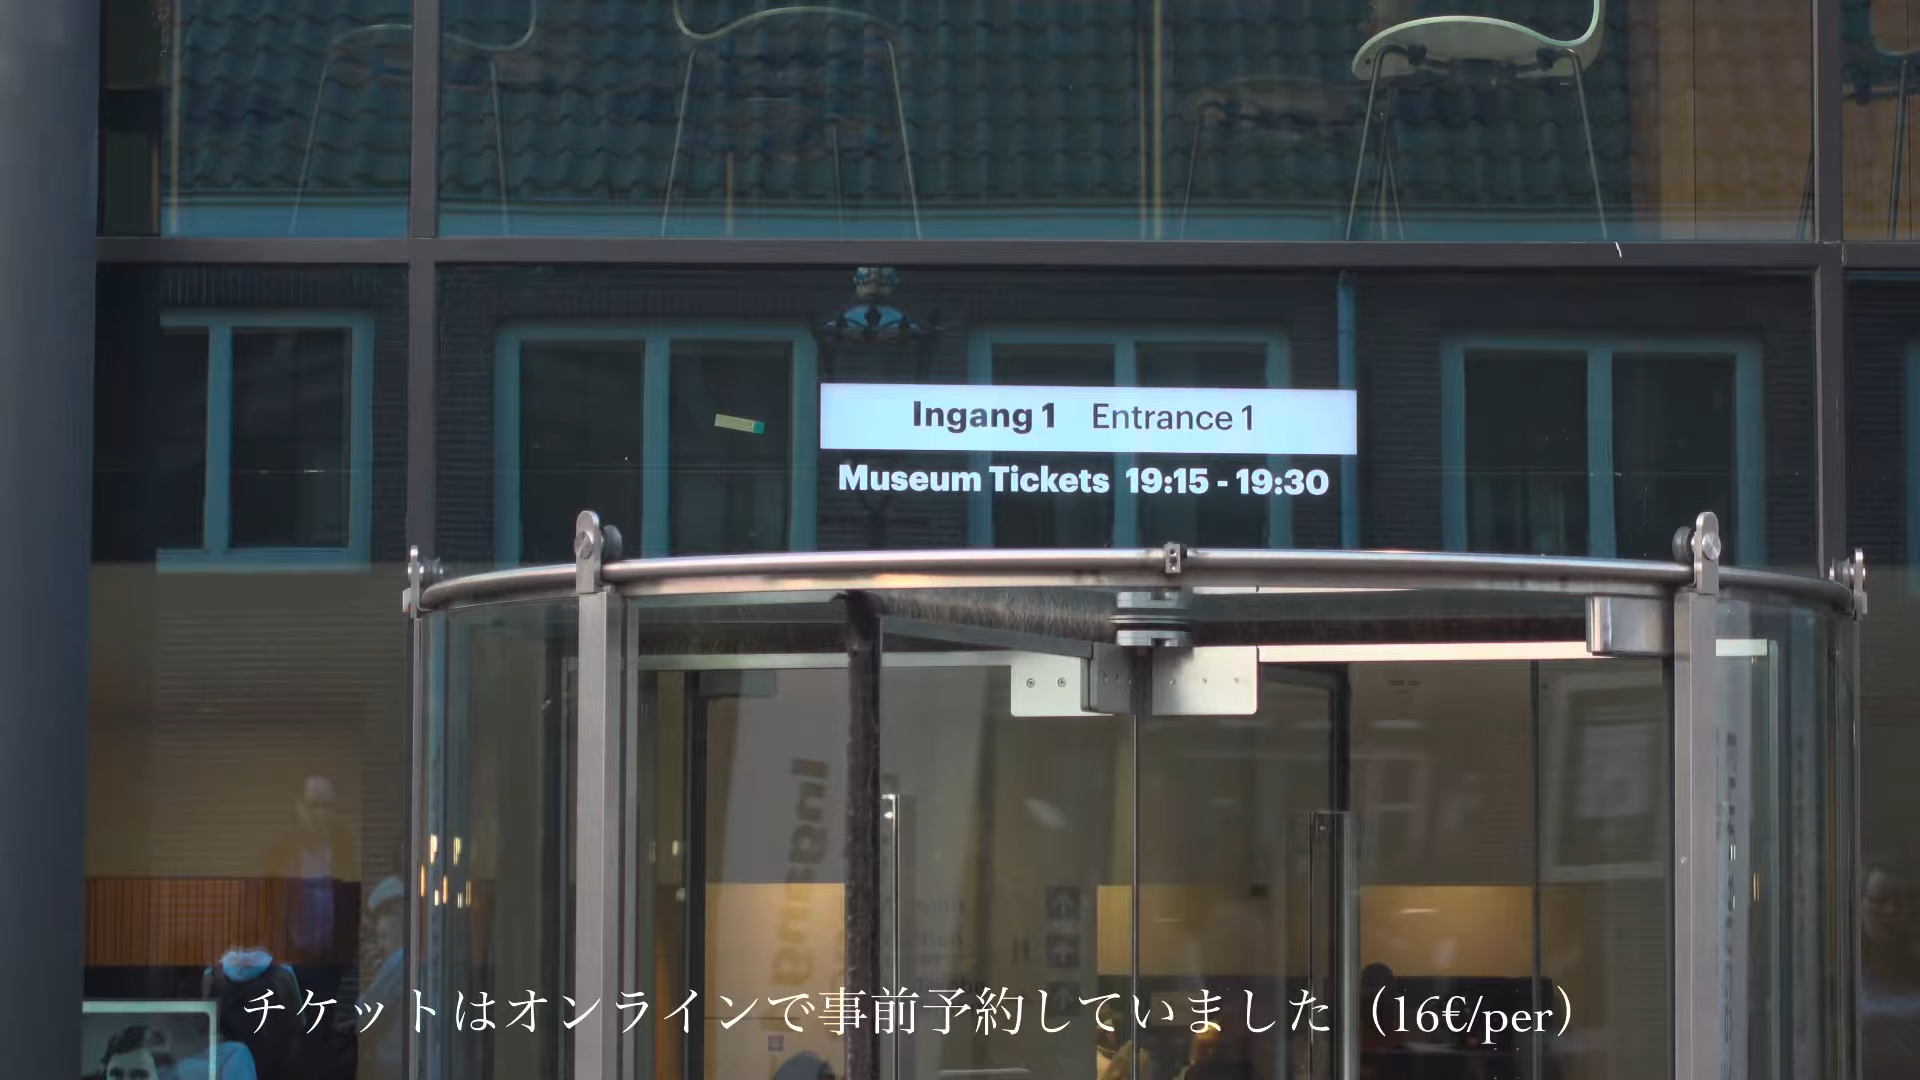 Ingang 1 Entrance 1
Museum Tickets 19:15 - 19:30
チケットはオンラインで事前予約していました（16€/per）